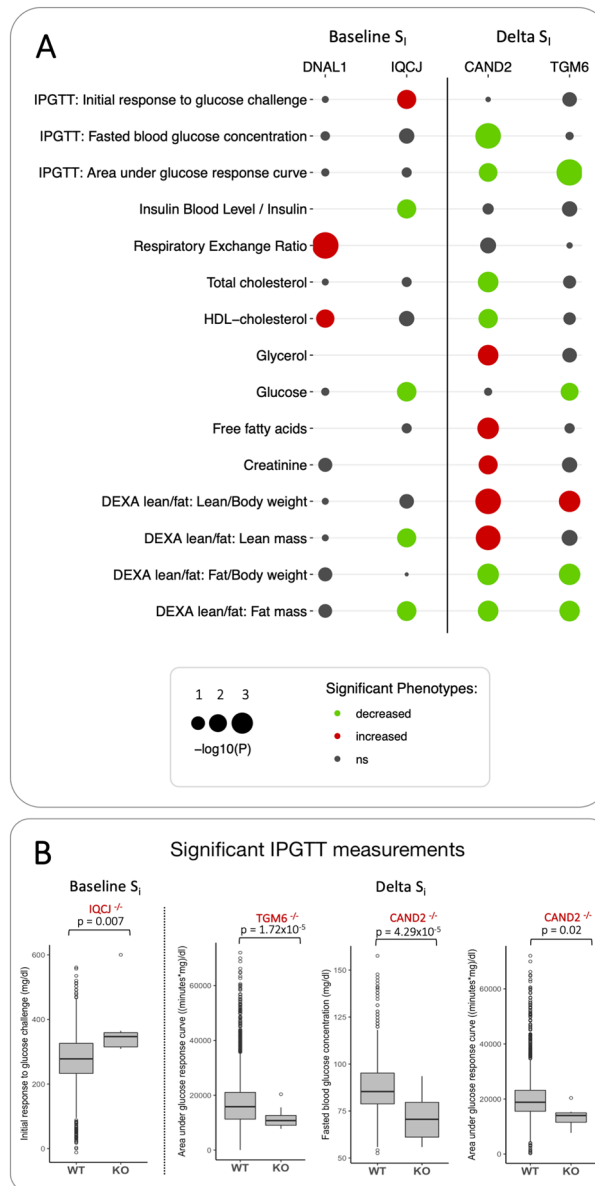 A
Baseline SI
Delta SI
DNAL1
IQCJ
CAND2
TGM6
IPGTT: Initial response to glucose challenge
IPGTT: Fasted blood glucose concentration
IPGTT: Area under glucose response curve
Insulin Blood Level / Insulin
Respiratory Exchange Ratio
Total cholesterol
HDL−cholesterol
Glycerol
Glucose
Free fatty acids
Creatinine
DEXA lean/fat: Lean/Body weight
DEXA lean/fat: Lean mass
DEXA lean/fat: Fat/Body weight
DEXA lean/fat: Fat mass
1 2 3
−log10(P)
Significant Phenotypes:
decreased
increased
ns
B
Significant IPGTT measurements
Baseline Si
Delta Si
IQCJ -/-
p = 0.007
Initial response to glucose challenge (mg/dl)
600
400
200
0
WT KO
TGM6 -/-
p = 1.72x10-5
Area under glucose response curve ((minutes*mg)/dl)
60000
40000
20000
0
WT KO
CAND2 -/-
p = 4.29x10-5
Fasted blood glucose concentration (mg/dl)
150
125
100
75
50
WT KO
CAND2 -/-
p = 0.02
Area under glucose response curve ((minutes*mg)/dl)
60000
40000
20000
0
WT KO